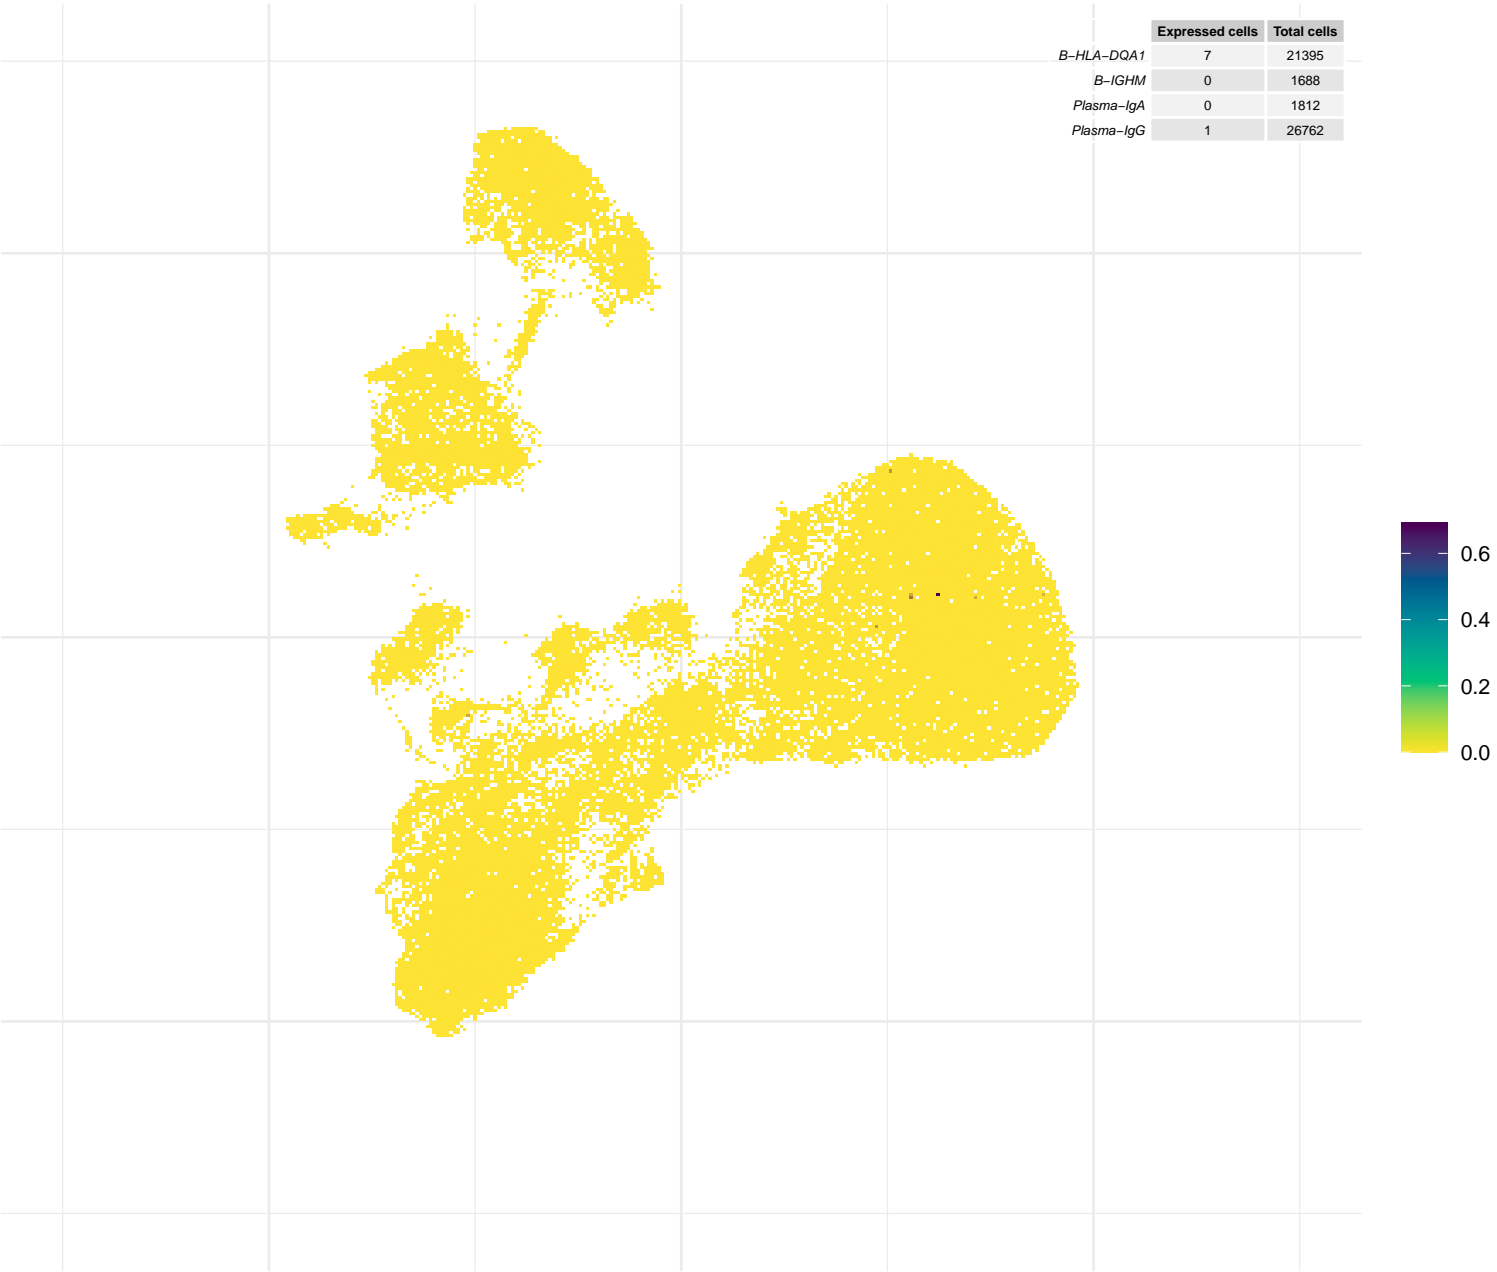 Expressed cells Total cells
B−HLA−DQA1 7 21395
B−IGHM 0 1688
Plasma−IgA 0 1812
Plasma−IgG 1 26762
0.6
0.4
0.2
0.0